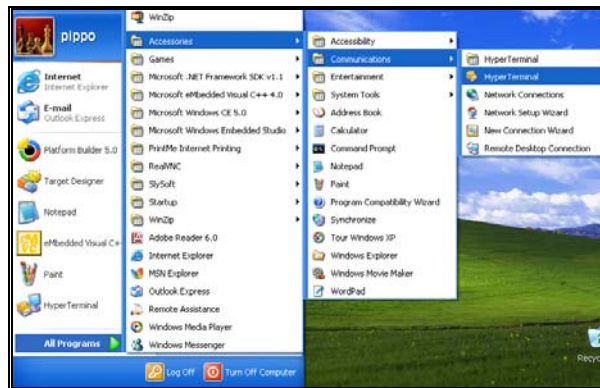 pippo
Internet
Internet Explorer
E-mail
Outlook Express
Platform Builder 5.0
Target Designer
Notepad
eMbedded Visual C+
Paint
HyperTerminal
All Programs
WinZip
Accessories
Games
Microsoft .NET Framework SDK v1.1
Microsoft eMbedded Visual C++ 4.0
Microsoft Windows CE 5.0
Microsoft Windows Embedded Studio
PrintMe Internet Printing
RealVNC
SlySoft
Startup
WinZip
Adobe Reader 6.0
Internet Explorer
MSN Explorer
Outlook Express
Remote Assistance
Windows Media Player
Windows Messenger
Accessibility
Communications
Entertainment
System Tools
Address Book
Calculator
Command Prompt
Notepad
Paint
Program Compatibility Wizard
Synchronize
Tour Windows XP
Windows Explorer
Windows Movie Maker
WordPad
HyperTerminal
HyperTerminal
Network Connections
Network Setup Wizard
New Connection Wizard
Remote Desktop Connection
Log Off
Turn Off Computer
Recyc